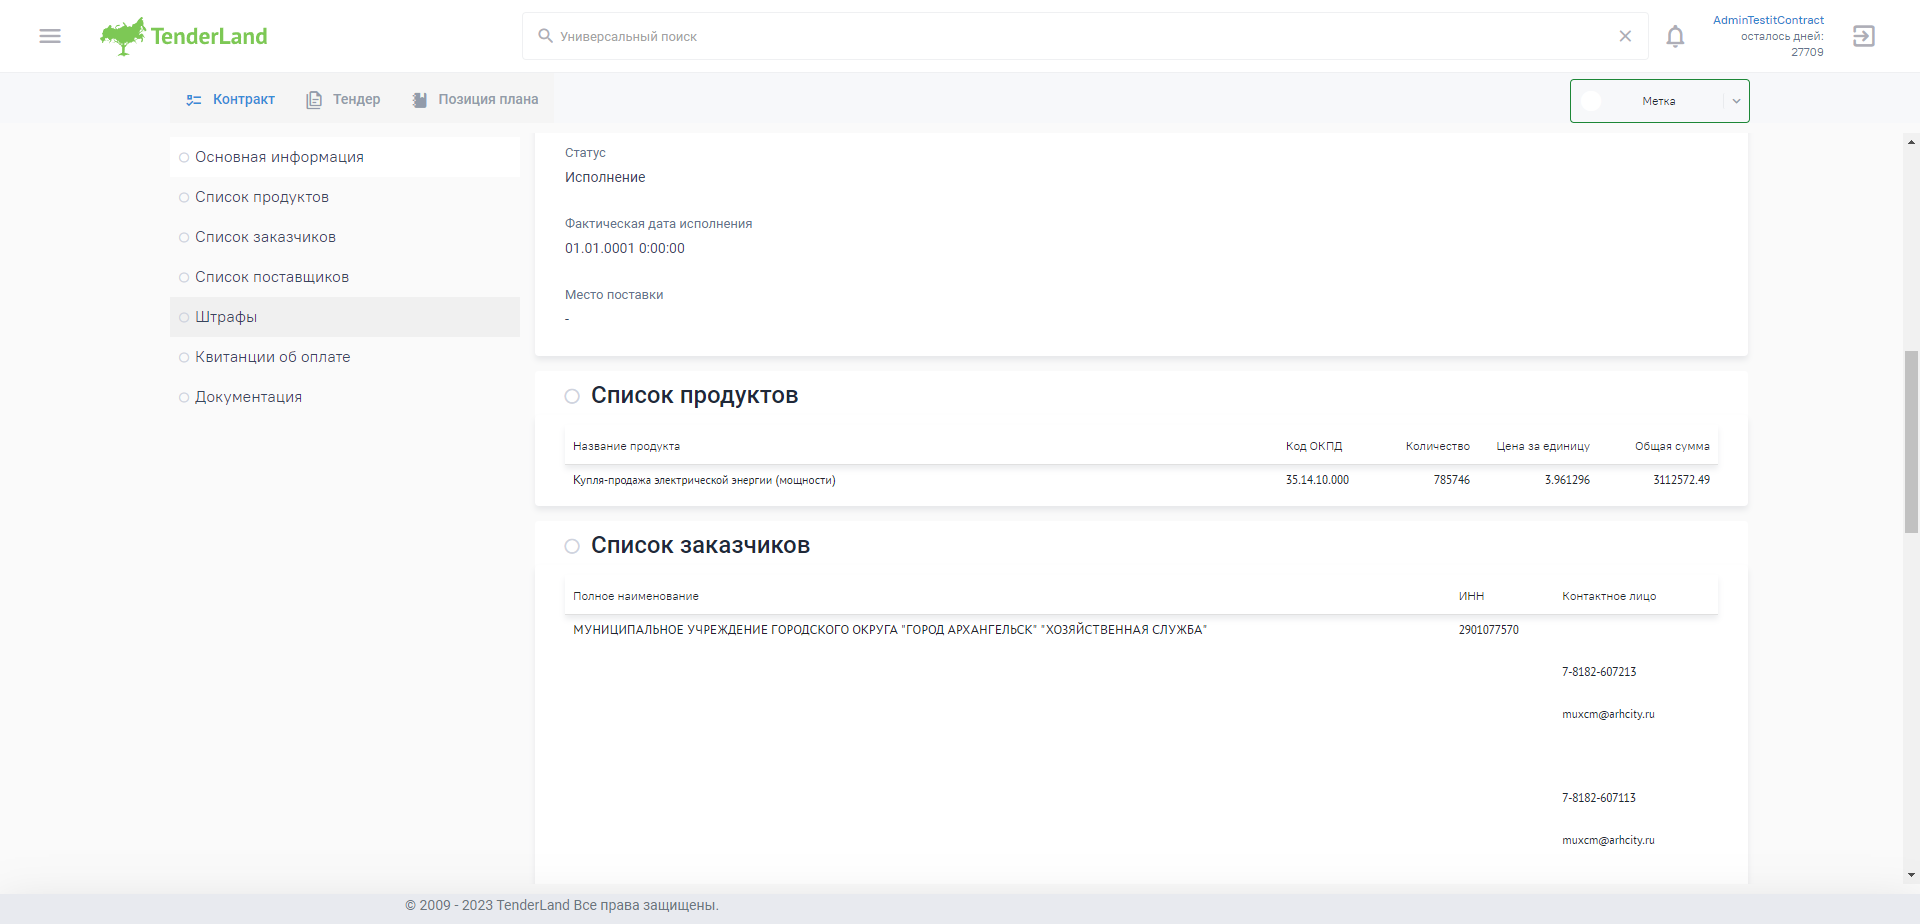 TenderLand
Универсальный поиск
AdminTestitContract
осталось дней:
27709
Контракт
Тендер
Позиция плана
Метка
Основная информация
Список продуктов
Список заказчиков
Список поставщиков
Штрафы
Квитанции об оплате
Документация
Статус
Исполнение
Фактическая дата исполнения
01.01.0001 0:00:00
Место поставки
-
Список продуктов
Название продукта Код ОКПД Количество Цена за единицу Общая сумма
Купля-продажа электрической энергии (мощности) 35.14.10.000 785746 3.961296 3112572.49
Список заказчиков
Полное наименование ИНН Контактное лицо
МУНИЦИПАЛЬНОЕ УЧРЕЖДЕНИЕ ГОРОДСКОГО ОКРУГА "ГОРОД АРХАНГЕЛЬСК" "ХОЗЯЙСТВЕННАЯ СЛУЖБА" 2901077570
7-8182-607213
muxcm@arhcity.ru
7-8182-607113
muxcm@arhcity.ru
© 2009 - 2023 TenderLand Все права защищены.